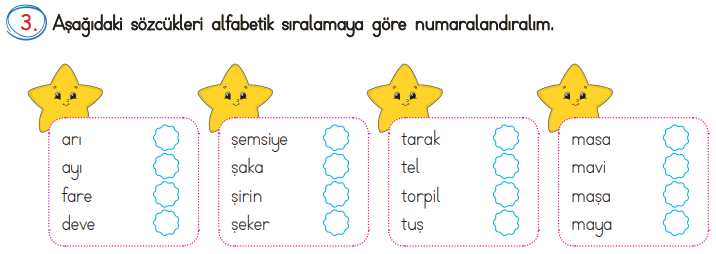 3. Aşağıdaki sözcükleri alfabetik sıralamaya göre numaralandıralım.
arı
ayı
fare
deve
şemsiye
şaka
şirin
şeker
tarak
tel
torpil
tuş
masa
mavi
maşa
maya